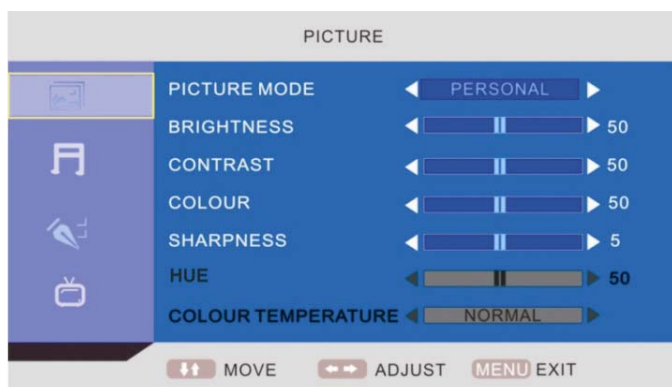 PICTURE
PICTURE MODE PERSONAL
BRIGHTNESS 50
CONTRAST 50
COLOUR 50
SHARPNESS 5
HUE 50
COLOUR TEMPERATURE NORMAL
MOVE ADJUST MENU EXIT